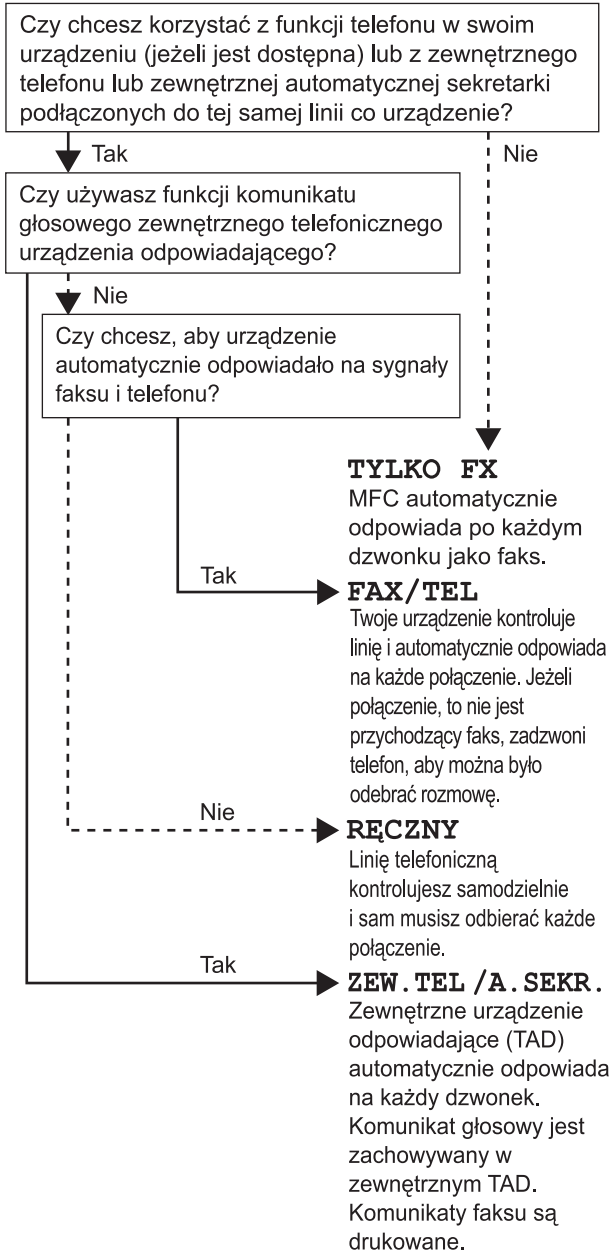 Czy chcesz korzystać z funkcji telefonu w swoim
urządzeniu (jeżeli jest dostępna) lub z zewnętrznego
telefonu lub zewnętrznej automatycznej sekretarki
podłączonych do tej samej linii co urządzenie?
Tak
Nie
Czy używasz funkcji komunikatu
głosowego zewnętrznego telefonicznego
urządzenia odpowiadającego?
Nie
Czy chcesz, aby urządzenie
automatycznie odpowiadało na sygnały
faksu i telefonu?
TYLKO FX
MFC automatycznie
odpowiada po każdym
dzwonku jako faks.
Tak
FAX/TEL
Twoje urządzenie kontroluje
linię i automatycznie odpowiada
na każde połączenie. Jeżeli
połączenie, to nie jest
przychodzący faks, zadzwoni
telefon, aby można było
odebrać rozmowę.
Nie
RĘCZNY
Linię telefoniczną
kontrolujesz samodzielnie
i sam musisz odbierać każde
połączenie.
Tak
ZEW.TEL /A.SEKR.
Zewnętrzne urządzenie
odpowiadające (TAD)
automatycznie odpowiada
na każdy dzwonek.
Komunikat głosowy jest
zachowywany w
zewnętrznym TAD.
Komunikaty faksu są
drukowane.